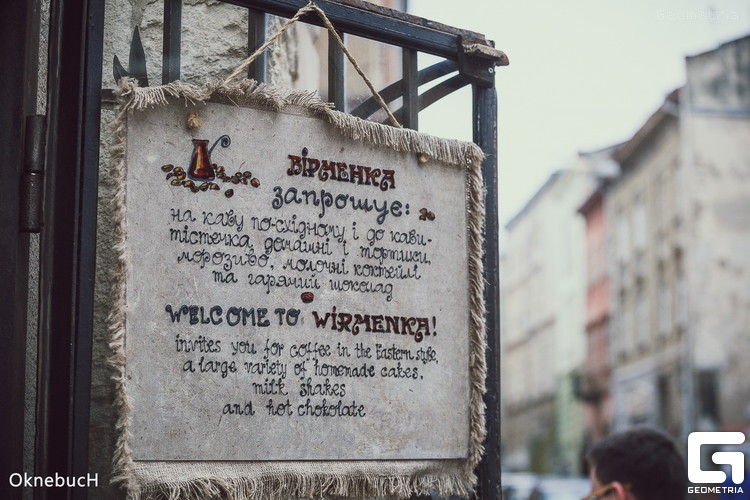 ВІРМЕНКА
запрошує:
на каву по-східному і до кави-
тістечка, домашні і тортики,
морозиво, молочні коктейлі
та гарячий шоколад
WELCOME TO WIRMENKA!
invites you for coffee in the Eastern style,
a large variety of homemade cakes,
milk shakes
and hot chokolate
OknebucH
GEOMETRIA